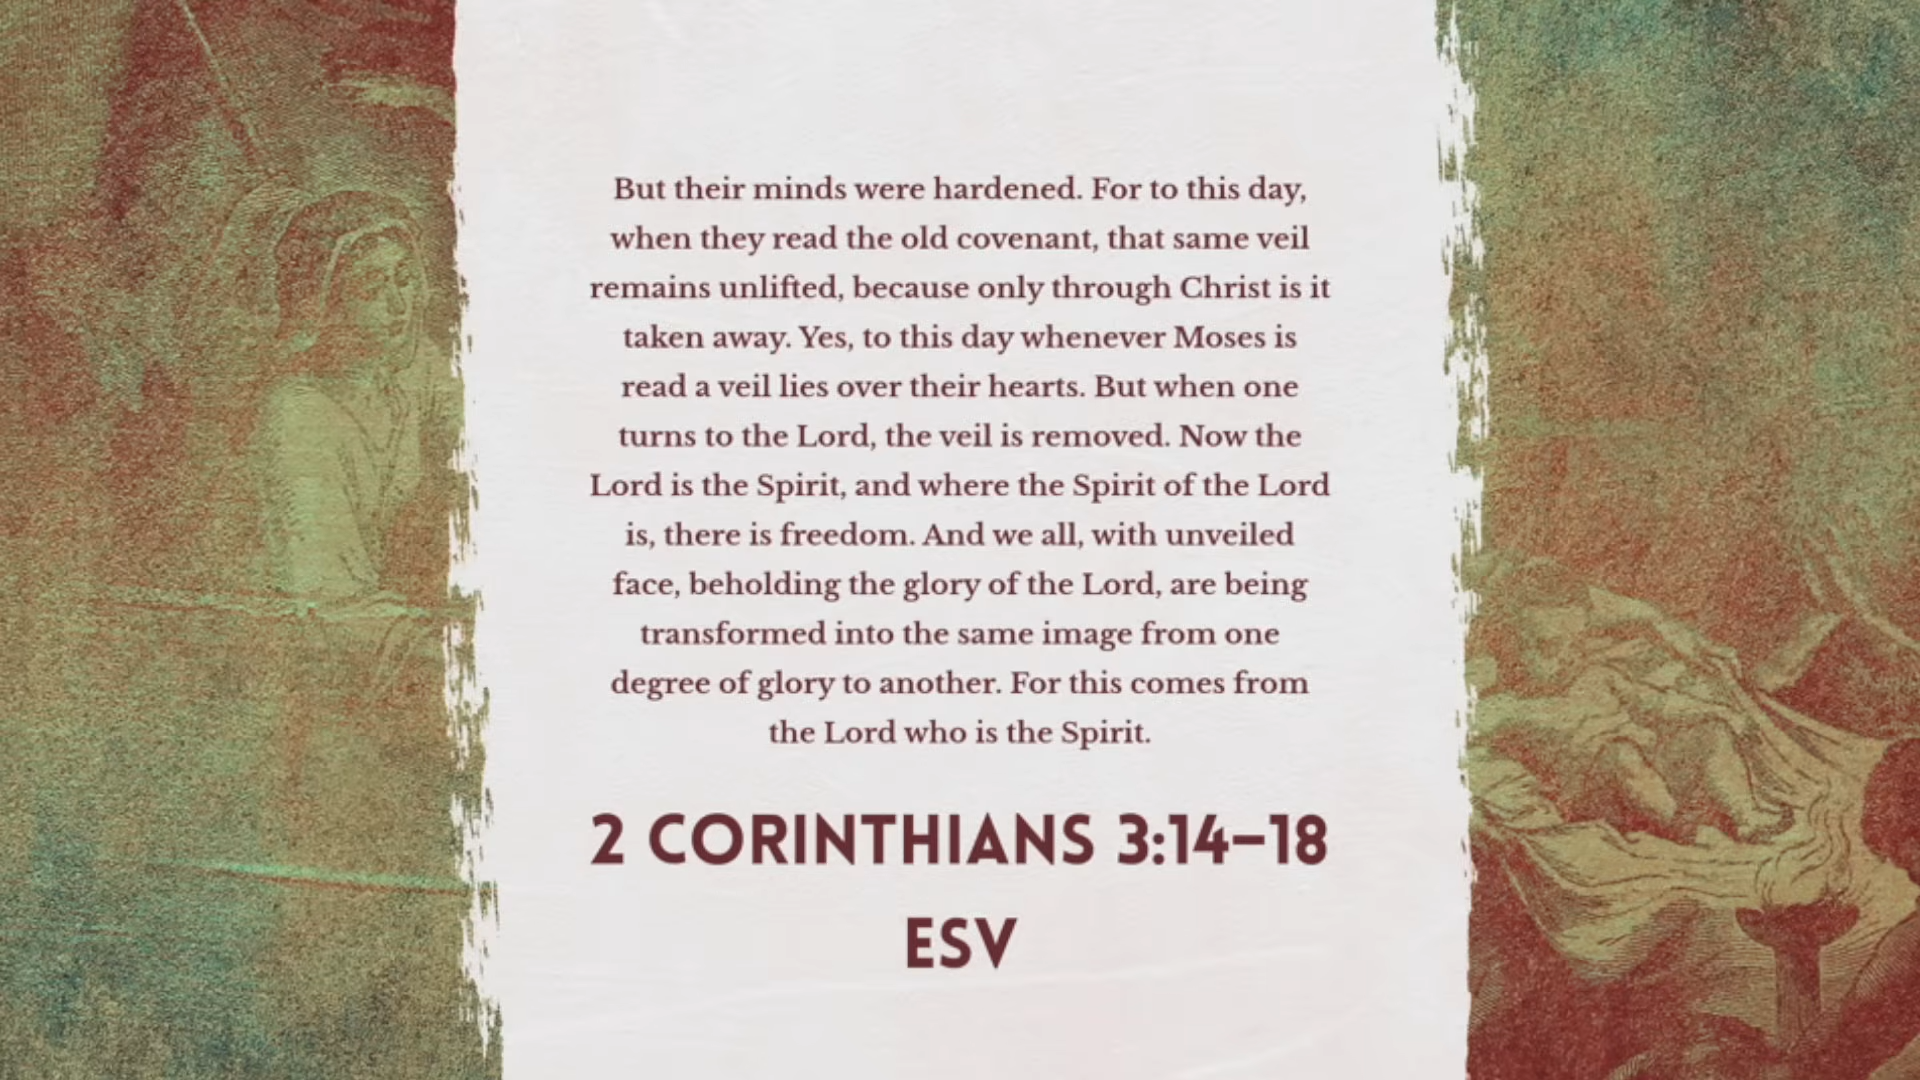 But their minds were hardened. For to this day,
when they read the old covenant, that same veil
remains unlifted, because only through Christ is it
taken away. Yes, to this day whenever Moses is
read a veil lies over their hearts. But when one
turns to the Lord, the veil is removed. Now the
Lord is the Spirit, and where the Spirit of the Lord
is, there is freedom. And we all, with unveiled
face, beholding the glory of the Lord, are being
transformed into the same image from one
degree of glory to another. For this comes from
the Lord who is the Spirit.
2 CORINTHIANS 3:14–18
ESV